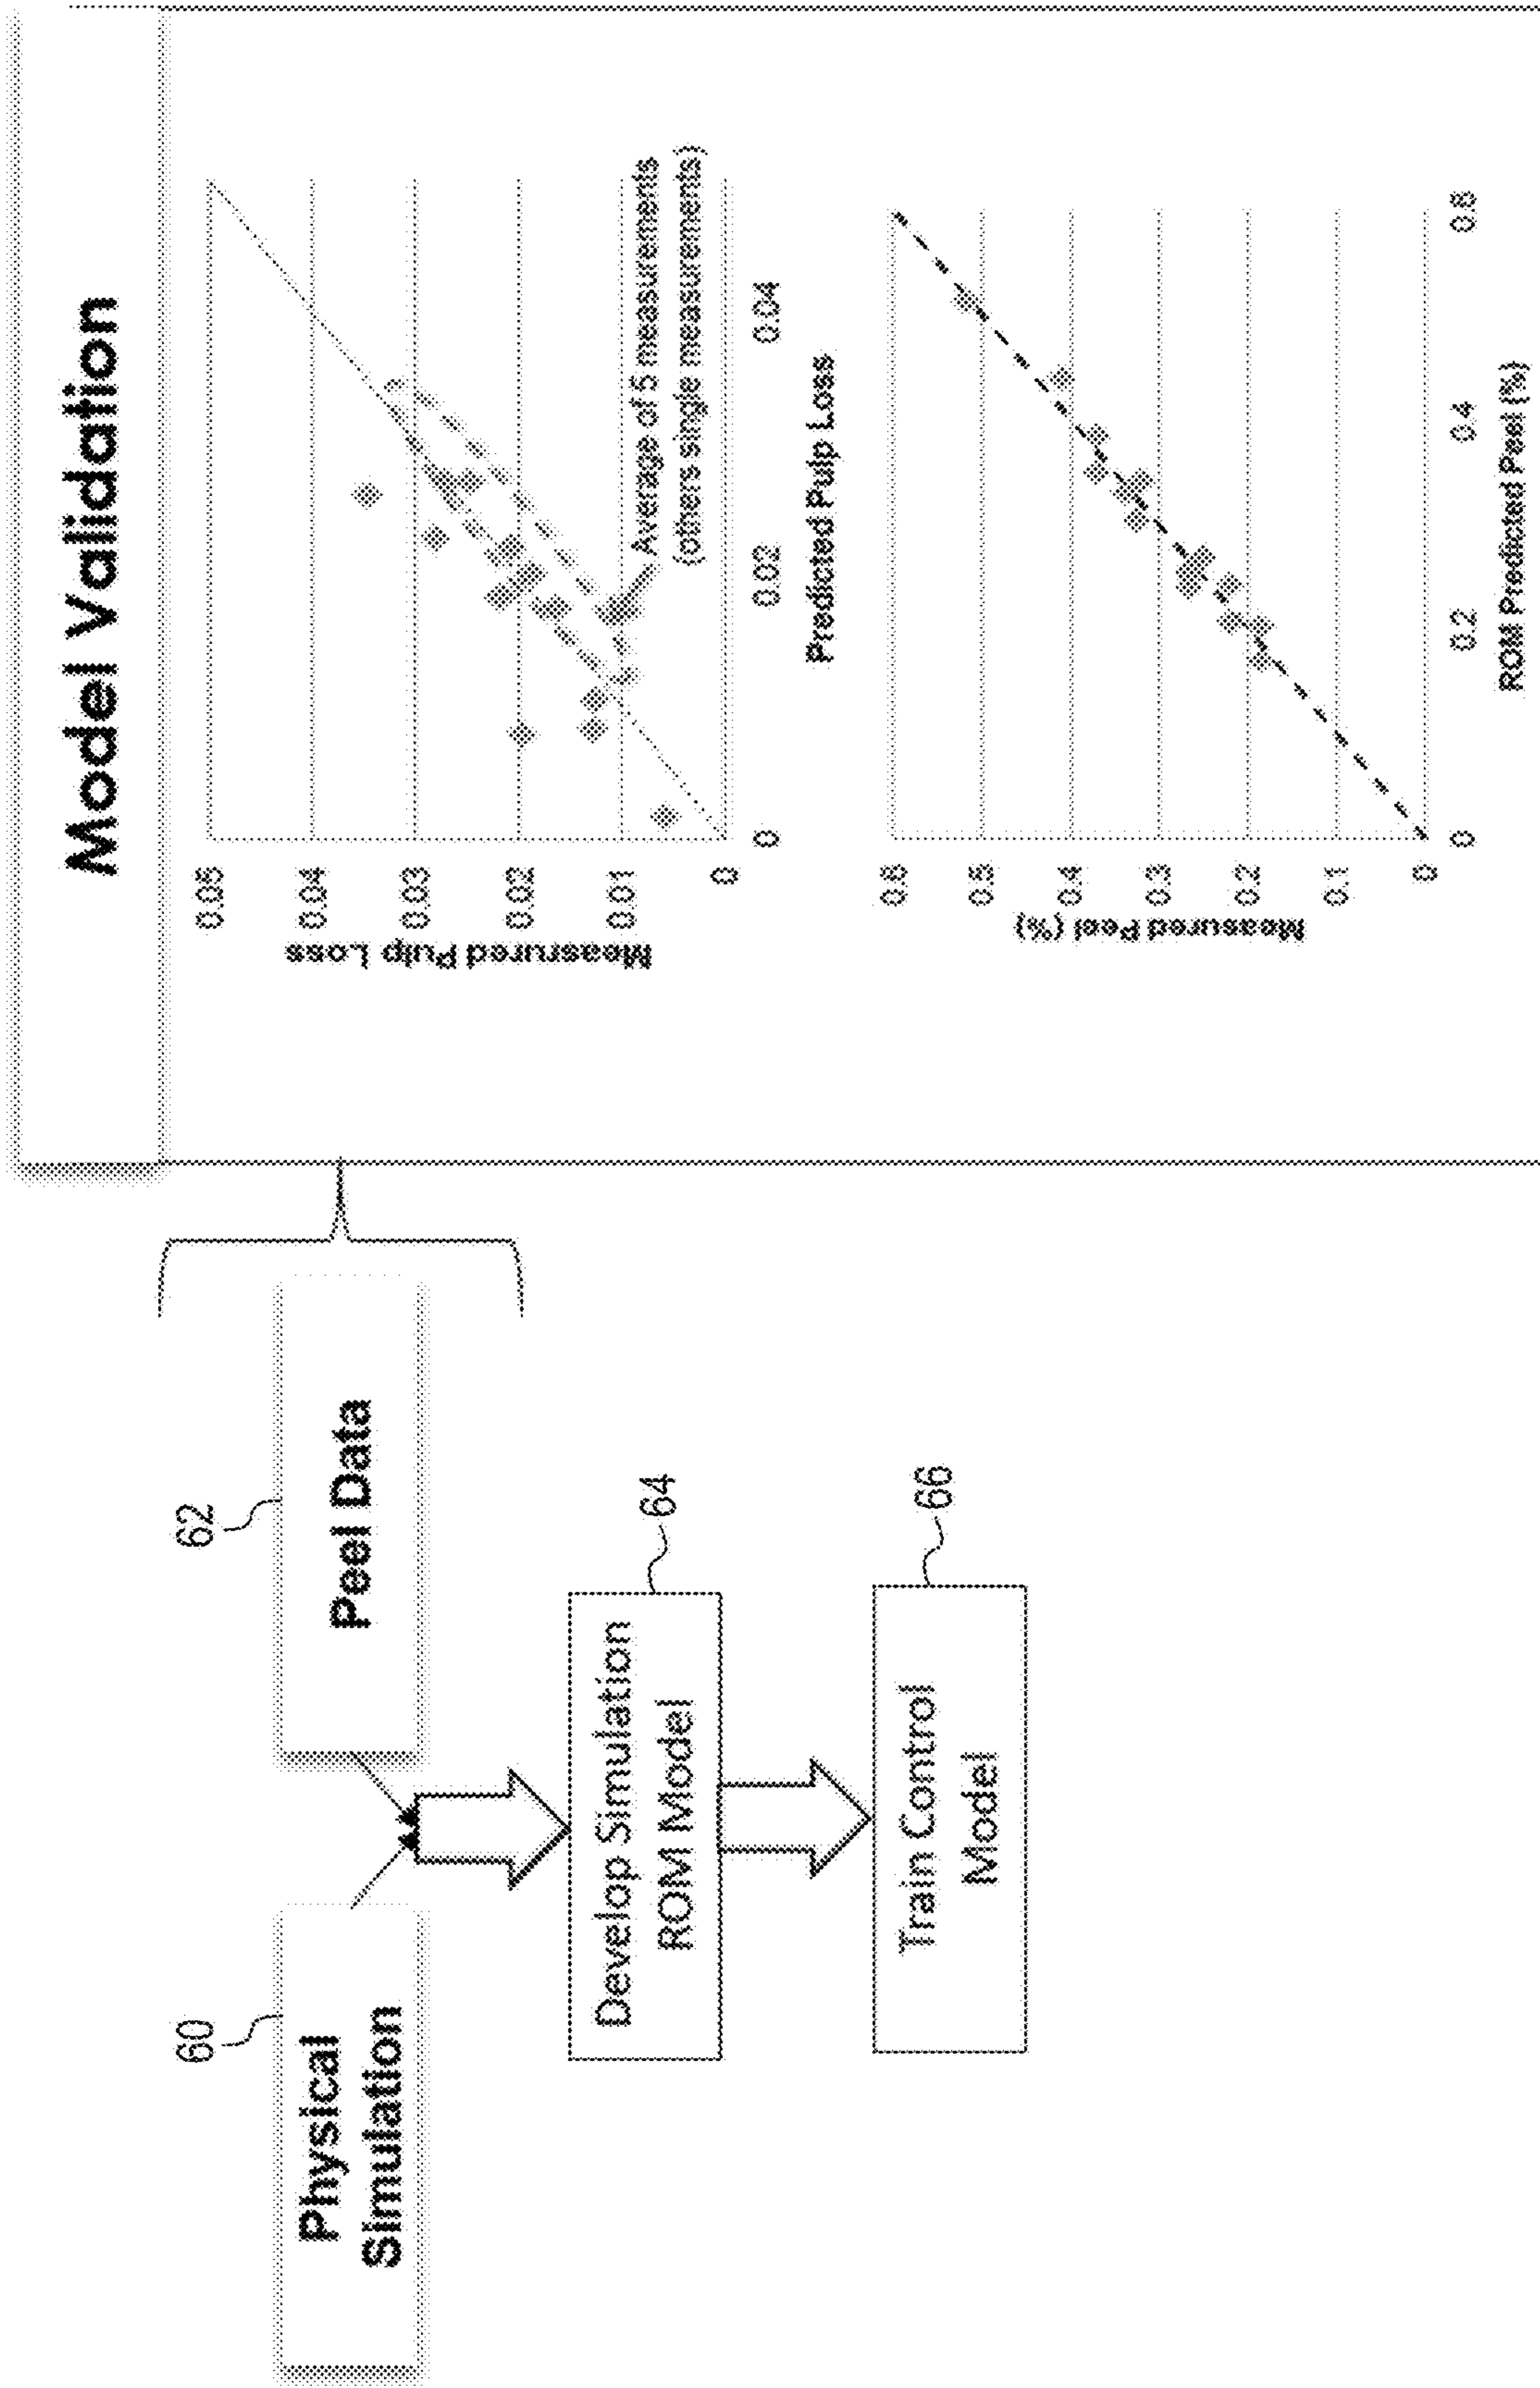 60
Physical
Simulation
62
Peel Data
64
Develop Simulation
ROM Model
66
Train Control
Model
Model Validation
Measrured Pulp Loss
0.05
0.04
0.03
0.02
0.01
0
0
0.02
0.04
Average of 5 measurements
(others single measurements)
Predicted Pulp Loss
Measured Peel (%)
0.6
0.5
0.4
0.3
0.2
0.1
0
0
0.2
0.4
0.6
ROM Predicted Peel (%)